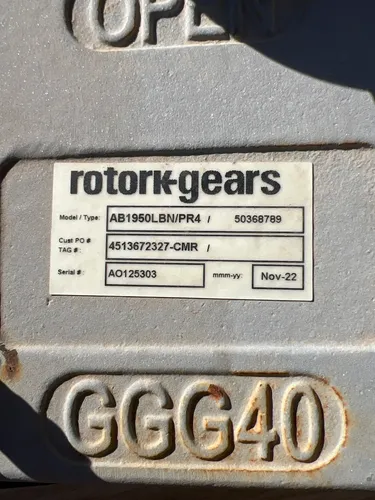 OPEN
rotork-gears
Model / Type: AB1950LBN/PR4 / 50368789
Cust PO #
TAG #: 4513672327-CMR /
Serial #: AO125303 mmm-yy: Nov-22
GGG40